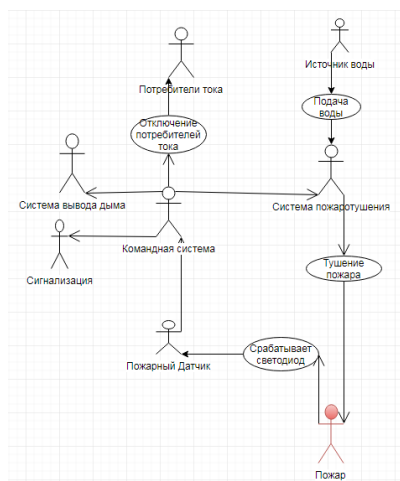 Источник воды
Потребители тока
Подача
воды
Отключение
потребителей
тока
Система вывода дыма
Система пожаротушения
Командная система
Сигнализация
Тушение
пожара
Срабатывает
светодиод
Пожарный Датчик
Пожар